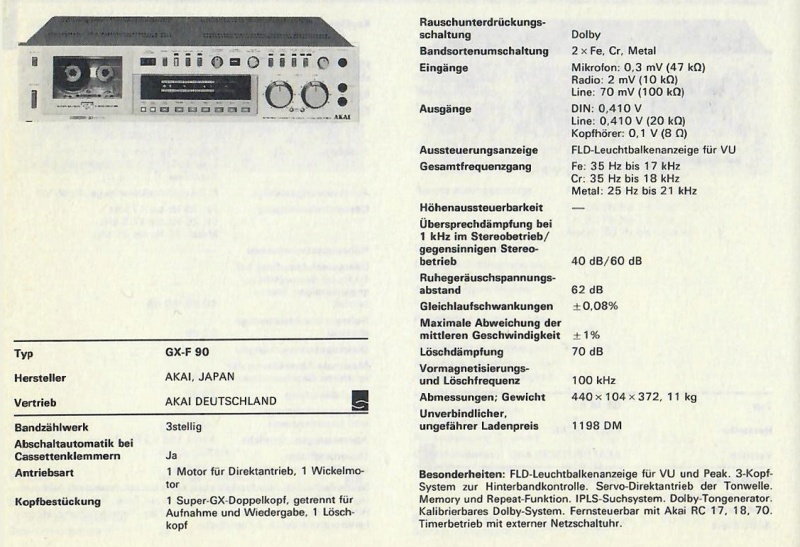 AKAI
Typ GX-F 90
Hersteller AKAI, JAPAN
Vertrieb AKAI DEUTSCHLAND
Bandzählwerk 3stellig
Abschaltautomatik bei
Cassettenklemmern Ja
Antriebsart 1 Motor für Direktantrieb, 1 Wickelmo-
tor
Kopfbestückung 1 Super-GX-Doppelkopf, getrennt für
Aufnahme und Wiedergabe, 1 Lösch-
kopf
Rauschunterdrückungs-
schaltung Dolby
Bandsortenumschaltung 2 × Fe, Cr, Metal
Eingänge Mikrofon: 0,3 mV (47 kΩ)
Radio: 2 mV (10 kΩ)
Line: 70 mV (100 kΩ)
Ausgänge DIN: 0,410 V
Line: 0,410 V (20 kΩ)
Kopfhörer: 0,1 V (8 Ω)
Aussteuerungsanzeige FLD-Leuchtbalkenanzeige für VU
Gesamtfrequenzgang Fe: 35 Hz bis 17 kHz
Cr: 35 Hz bis 18 kHz
Metal: 25 Hz bis 21 kHz
Höhenaussteuerbarkeit —
Übersprechdämpfung bei
1 kHz im Stereobetrieb/
gegensinnigen Stereo-
betrieb 40 dB/60 dB
Ruhegeräuschspannungs-
abstand 62 dB
Gleichlaufschwankungen ±0,08%
Maximale Abweichung der
mittleren Geschwindigkeit ±1%
Löschdämpfung 70 dB
Vormagnetisierungs-
und Löschfrequenz 100 kHz
Abmessungen; Gewicht 440 × 104 × 372, 11 kg
Unverbindlicher,
ungefährer Ladenpreis 1198 DM
Besonderheiten: FLD-Leuchtbalkenanzeige für VU und Peak. 3-Kopf-
System zur Hinterbandkontrolle. Servo-Direktantrieb der Tonwelle.
Memory und Repeat-Funktion. IPLS-Suchsystem. Dolby-Tongenerator.
Kalibrierbares Dolby-System. Fernsteuerbar mit Akai RC 17, 18, 70.
Timerbetrieb mit externer Netzschaltuhr.